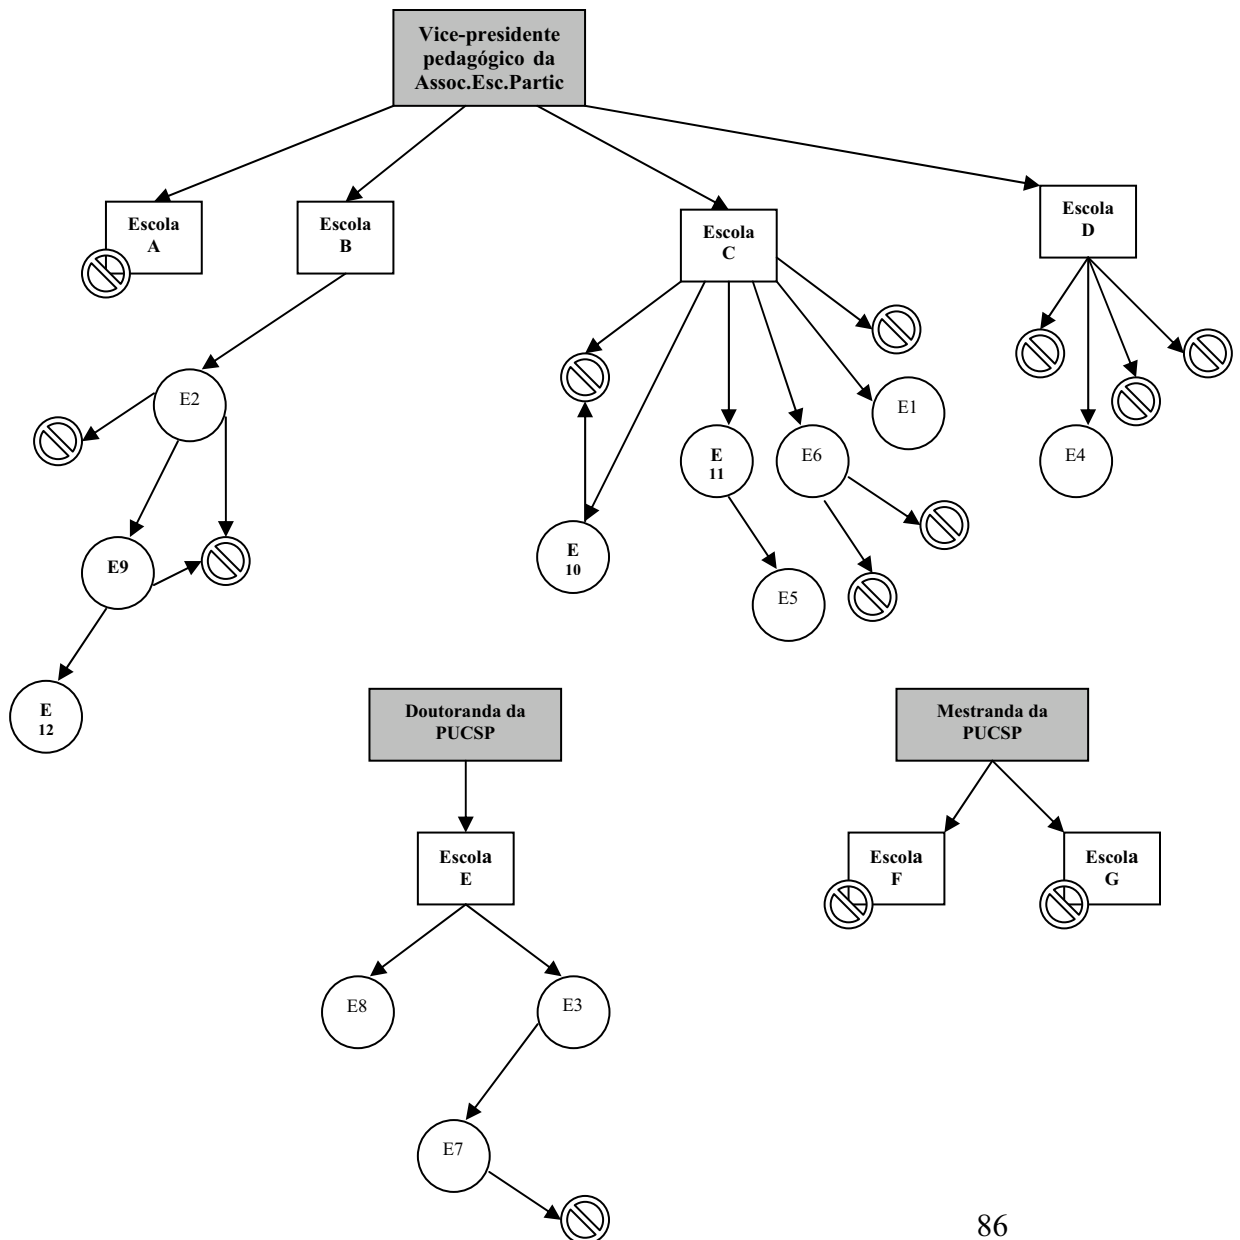 Vice-presidente
pedagógico da
Assoc.Esc.Partic
Escola
A
Escola
B
Escola
C
Escola
D
E2
E1
E
11
E6
E4
E9
E
10
E5
E
12
Doutoranda da
PUCSP
Mestranda da
PUCSP
Escola
E
Escola
F
Escola
G
E8
E3
E7
86